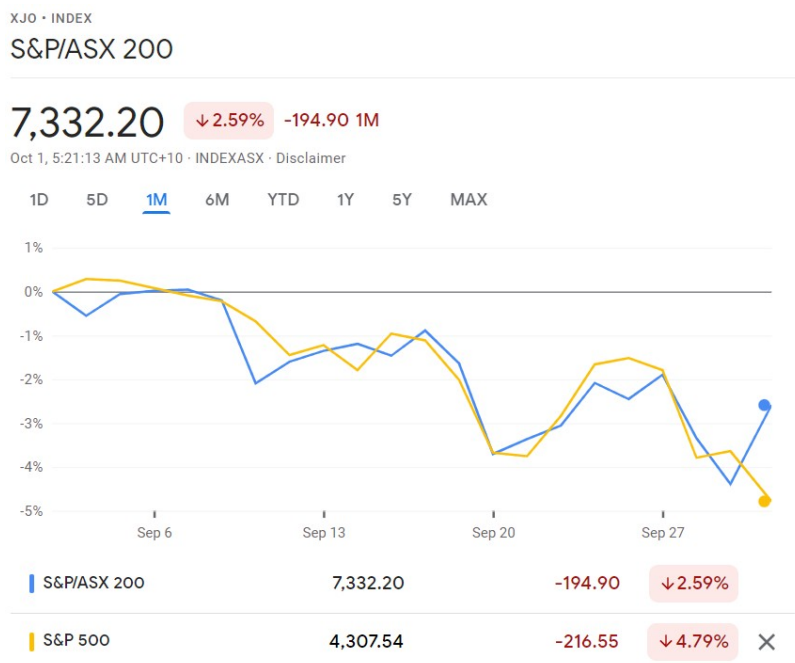 XJO • INDEX
S&P/ASX 200
7,332.20 ↓2.59% -194.90 1M
Oct 1, 5:21:13 AM UTC+10 · INDEXASX · Disclaimer
1D 5D 1M 6M YTD 1Y 5Y MAX
1%
0%
-1%
-2%
-3%
-4%
-5%
Sep 6 Sep 13 Sep 20 Sep 27
S&P/ASX 200 7,332.20 -194.90 ↓2.59%
S&P 500 4,307.54 -216.55 ↓4.79% ✕